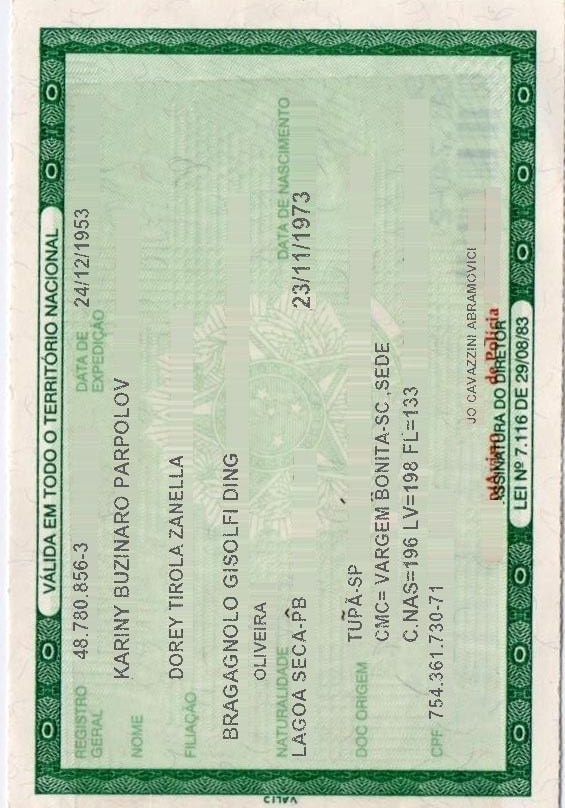 VÁLIDA EM TODO O TERRITÓRIO NACIONAL
REGISTRO GERAL 48.780.856-3 DATA DE EXPEDIÇÃO 24/12/1953
NOME KARINY BUZINARO PARPOLOV
FILIAÇÃO DOREY TIROLA ZANELLA
BRAGAGNOLO GISOLFI DING
OLIVEIRA
NATURALIDADE DATA DE NASCIMENTO
LAGOA SECA-PB 23/11/1973
DOC ORIGEM TUPÃ-SP
CMC= VARGEM BONITA-SC ,SEDE
C.NAS=196 LV=198 FL=133
CPF 754.361.730-71
JO CAVAZZINI ABRAMOVICI
de Polícia
ASSINATURA DO DIRETOR
LEI Nº 7.116 DE 29/08/83